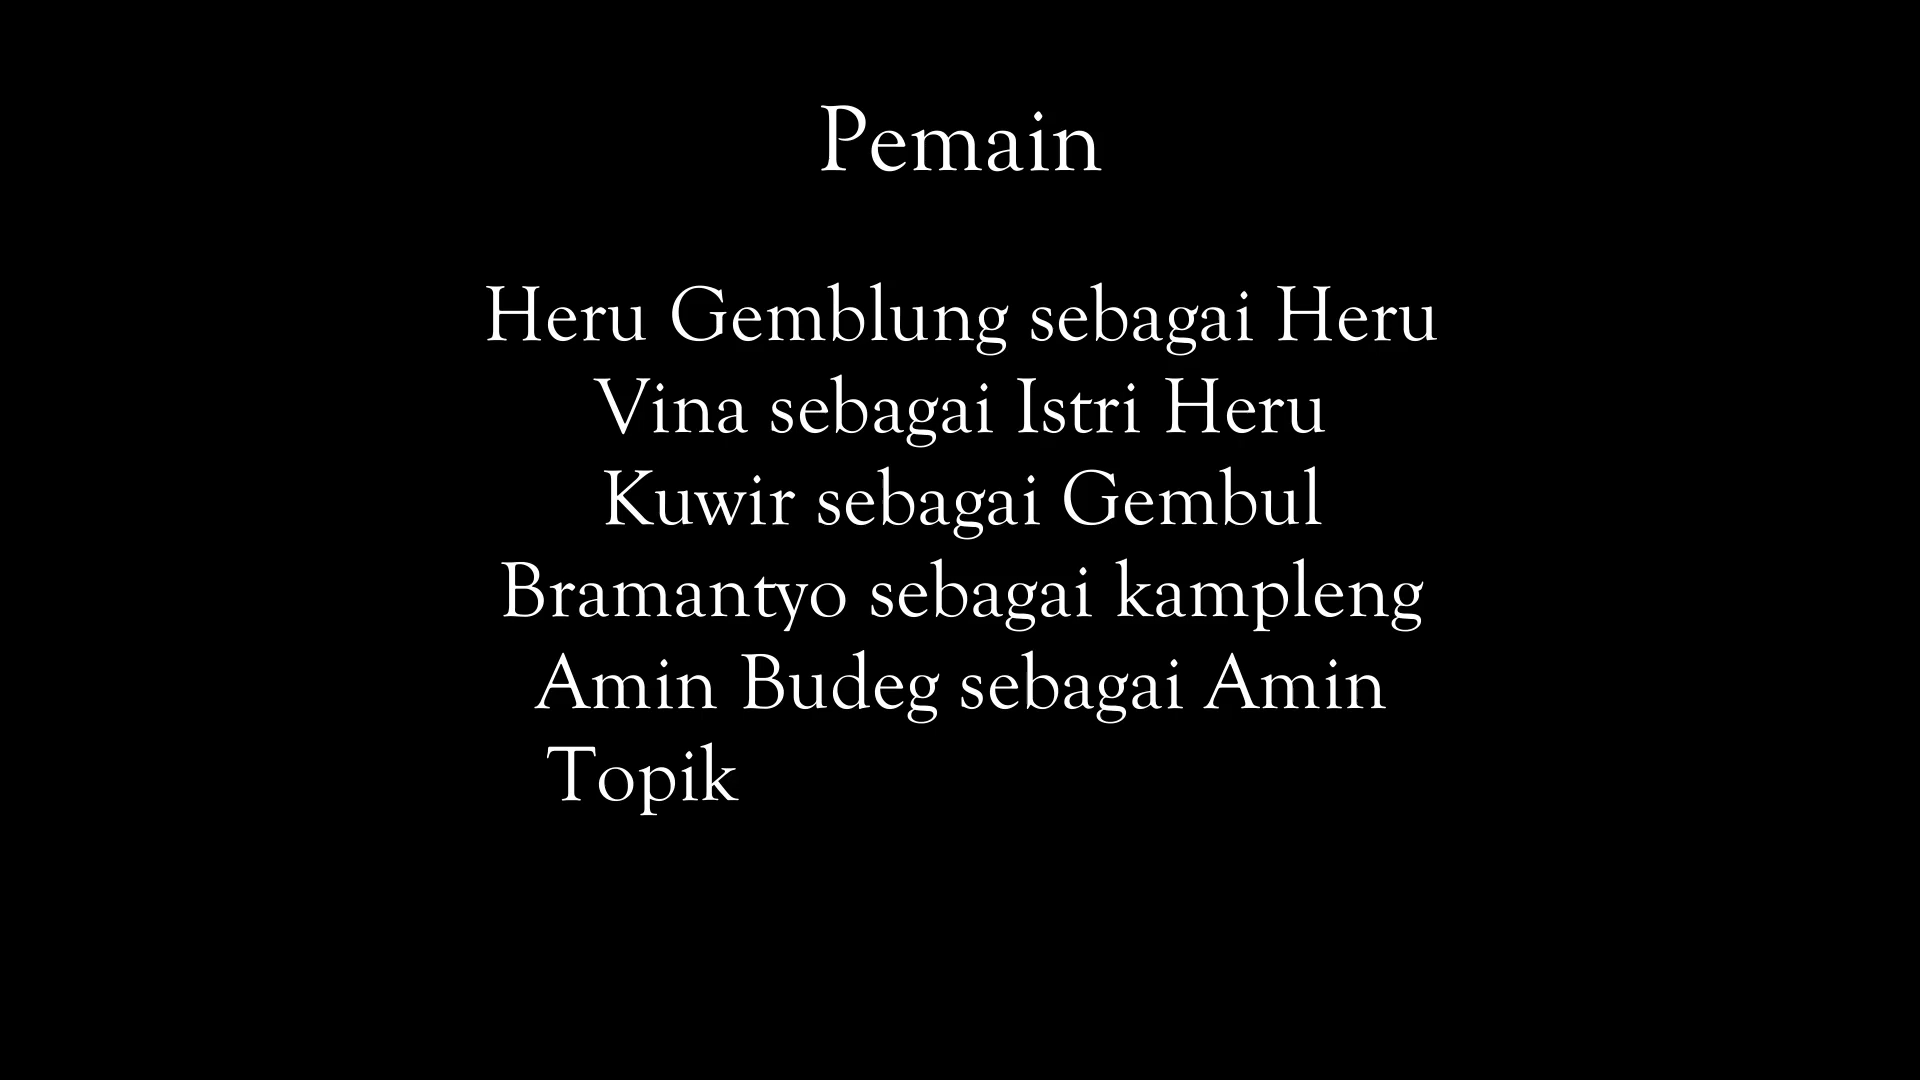 Pemain
Heru Gemblung sebagai Heru
Vina sebagai Istri Heru
Kuwir sebagai Gembul
Bramantyo sebagai kampleng
Amin Budeg sebagai Amin
Topik